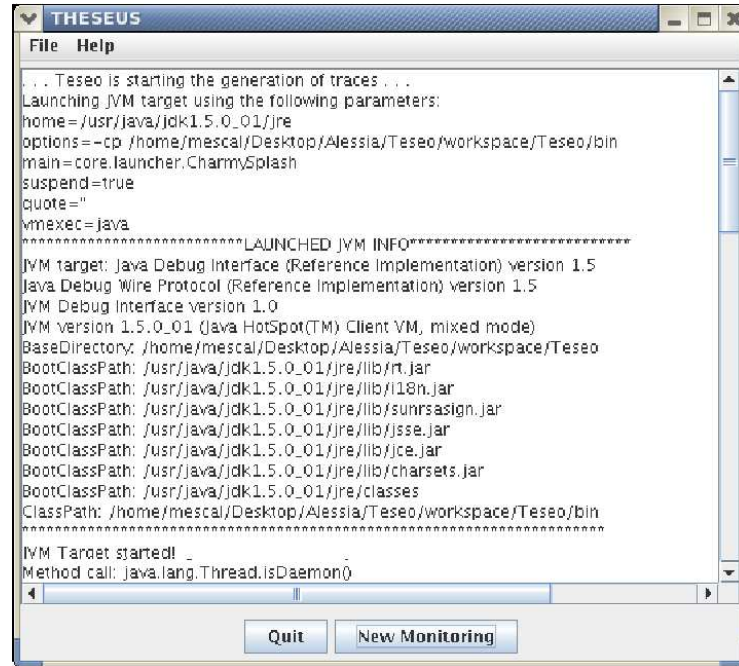 THESEUS
File Help
. . . Teseo is starting the generation of traces . . .
Launching JVM target using the following parameters:
home=/usr/java/jdk1.5.0_01/jre
options=-cp /home/mescal/Desktop/Alessia/Teseo/workspace/Teseo/bin
main=core.launcher.CharmySplash
suspend=true
quote="
vmexec=java
***************************LAUNCHED JVM INFO***************************
JVM target: Java Debug Interface (Reference Implementation) version 1.5
Java Debug Wire Protocol (Reference Implementation) version 1.5
JVM Debug Interface version 1.0
JVM version 1.5.0_01 (Java HotSpot(TM) Client VM, mixed mode)
BaseDirectory: /home/mescal/Desktop/Alessia/Teseo/workspace/Teseo
BootClassPath: /usr/java/jdk1.5.0_01/jre/lib/rt.jar
BootClassPath: /usr/java/jdk1.5.0_01/jre/lib/i18n.jar
BootClassPath: /usr/java/jdk1.5.0_01/jre/lib/sunrsasign.jar
BootClassPath: /usr/java/jdk1.5.0_01/jre/lib/jsse.jar
BootClassPath: /usr/java/jdk1.5.0_01/jre/lib/jce.jar
BootClassPath: /usr/java/jdk1.5.0_01/jre/lib/charsets.jar
BootClassPath: /usr/java/jdk1.5.0_01/jre/classes
ClassPath: /home/mescal/Desktop/Alessia/Teseo/workspace/Teseo/bin
***********************************************************************
JVM Target started!
Method call: java.lang.Thread.isDaemon()
Quit New Monitoring